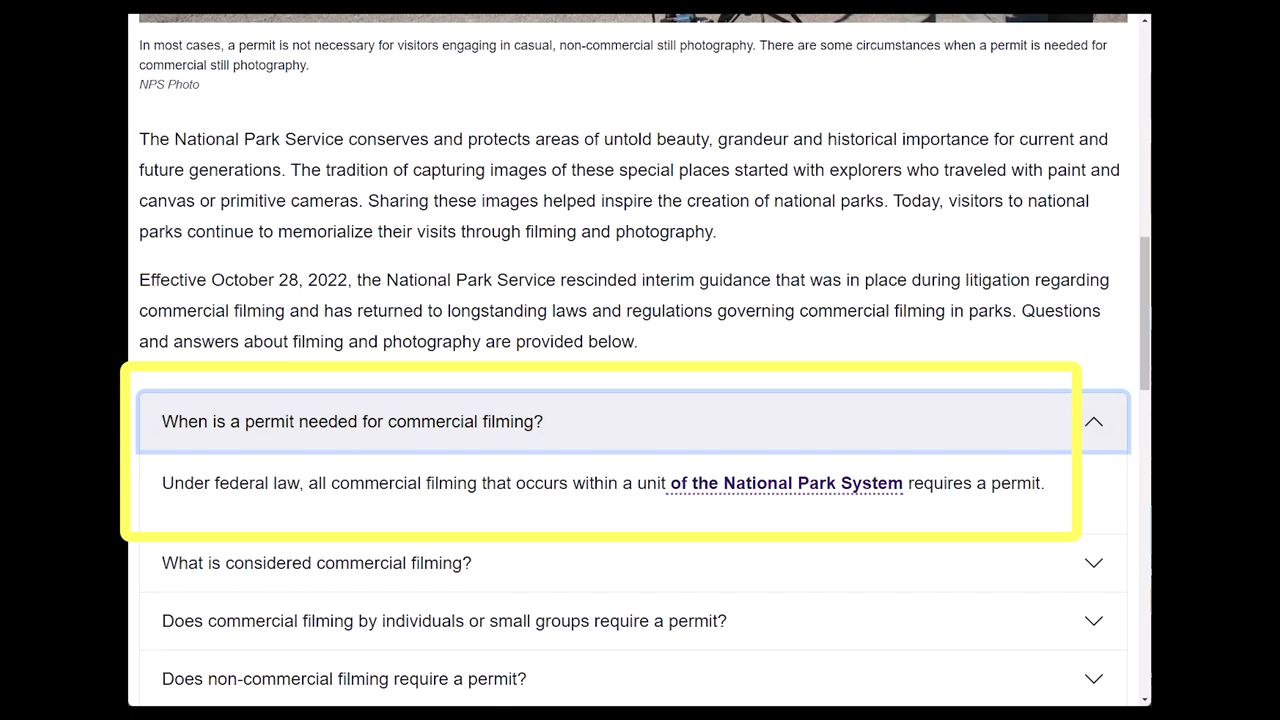 In most cases, a permit is not necessary for visitors engaging in casual, non-commercial still photography. There are some circumstances when a permit is needed for
commercial still photography.
NPS Photo
The National Park Service conserves and protects areas of untold beauty, grandeur and historical importance for current and
future generations. The tradition of capturing images of these special places started with explorers who traveled with paint and
canvas or primitive cameras. Sharing these images helped inspire the creation of national parks. Today, visitors to national
parks continue to memorialize their visits through filming and photography.
Effective October 28, 2022, the National Park Service rescinded interim guidance that was in place during litigation regarding
commercial filming and has returned to longstanding laws and regulations governing commercial filming in parks. Questions
and answers about filming and photography are provided below.
When is a permit needed for commercial filming?
Under federal law, all commercial filming that occurs within a unit of the National Park System requires a permit.
What is considered commercial filming?
Does commercial filming by individuals or small groups require a permit?
Does non-commercial filming require a permit?